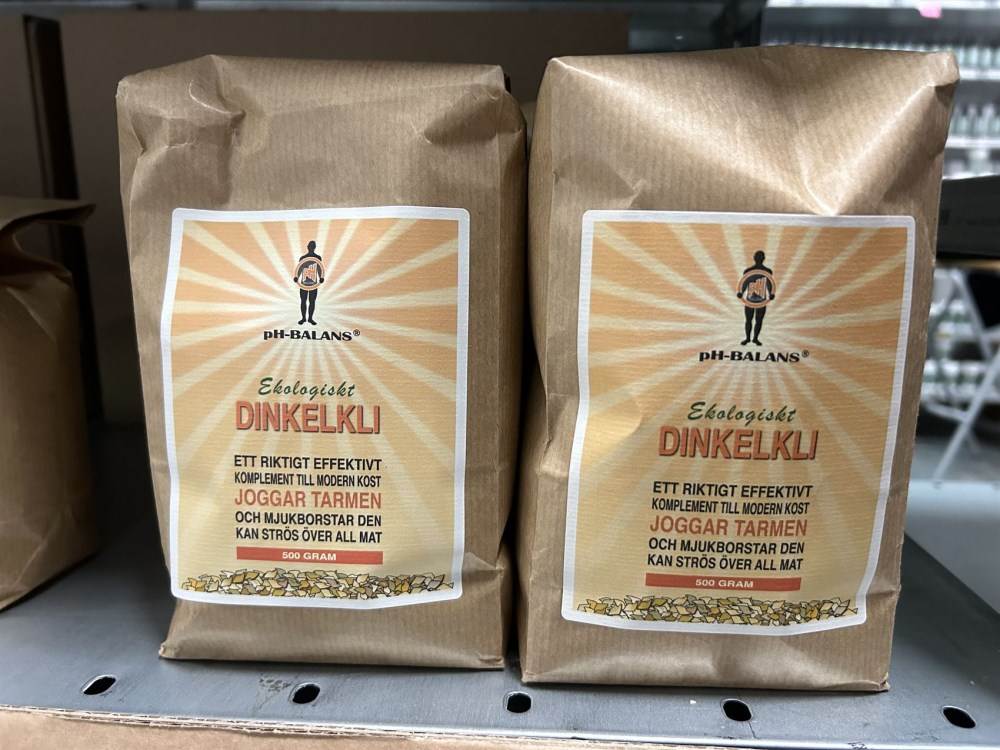 pH-BALANS®
Ekologiskt
DINKELKLI
ETT RIKTIGT EFFEKTIVT
KOMPLEMENT TILL MODERN KOST
JOGGAR TARMEN
OCH MJUKBORSTAR DEN
KAN STRÖS ÖVER ALL MAT
500 GRAM
pH-BALANS®
Ekologiskt
DINKELKLI
ETT RIKTIGT EFFEKTIVT
KOMPLEMENT TILL MODERN KOST
JOGGAR TARMEN
OCH MJUKBORSTAR DEN
KAN STRÖS ÖVER ALL MAT
500 GRAM